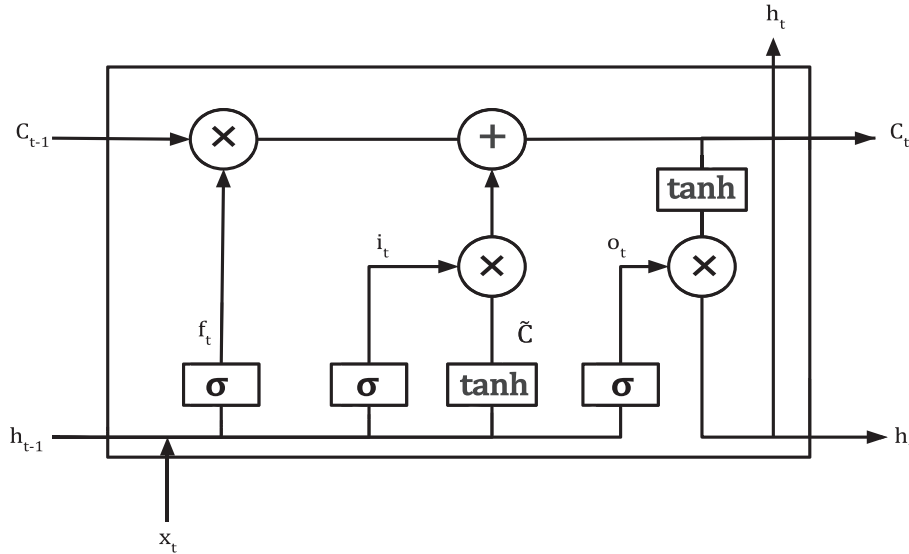 h_t
C_t-1
×
+
C_t
tanh
i_t
×
o_t
×
f_t
C̃
σ
σ
tanh
σ
h_t-1
h
x_t